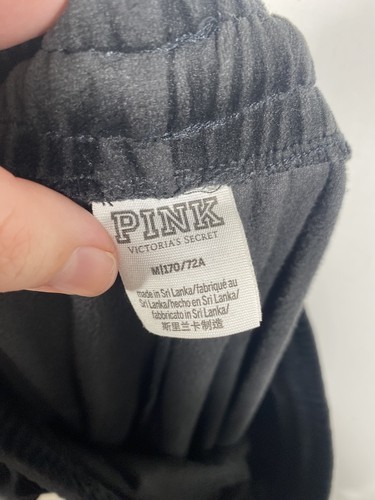 PINK
VICTORIA'S SECRET
M|170/72A
made in Sri Lanka/fabriqué au
Sri Lanka/hecho en Sri Lanka/
fabbricato in Sri Lanka/
斯里兰卡制造